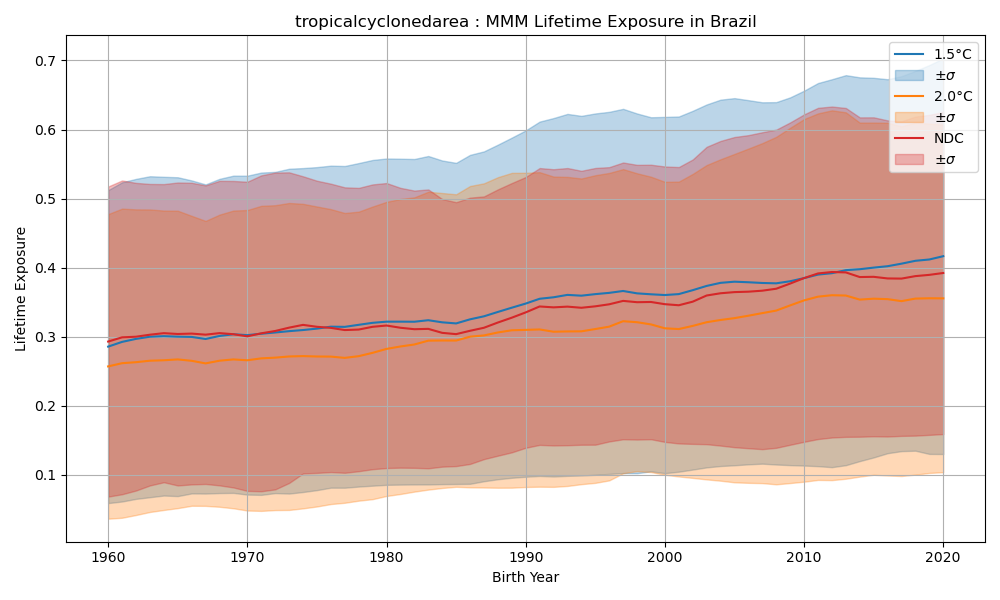 tropicalcyclonedarea : MMM Lifetime Exposure in Brazil
0.7
0.6
0.5
0.4
0.3
0.2
0.1
Lifetime Exposure
1960
1970
1980
1990
2000
2010
2020
Birth Year
1.5°C
±σ
2.0°C
±σ
NDC
±σ